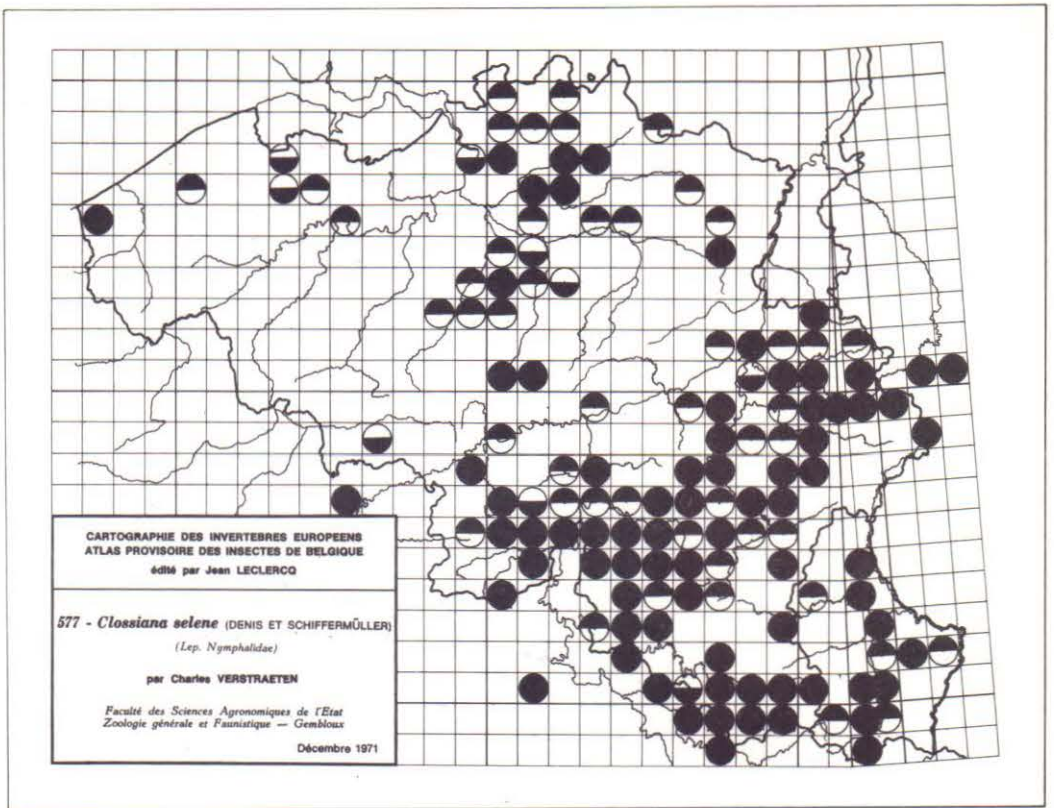 CARTOGRAPHIE DES INVERTEBRES EUROPEENS
ATLAS PROVISOIRE DES INSECTES DE BELGIQUE
édité par Jean LECLERCQ
577 - Clossiana selene (DENIS ET SCHIFFERMÜLLER)
(Lep. Nymphalidae)
par Charles VERSTRAETEN
Faculté des Sciences Agronomiques de l'Etat
Zoologie générale et Faunistique — Gembloux
Décembre 1971